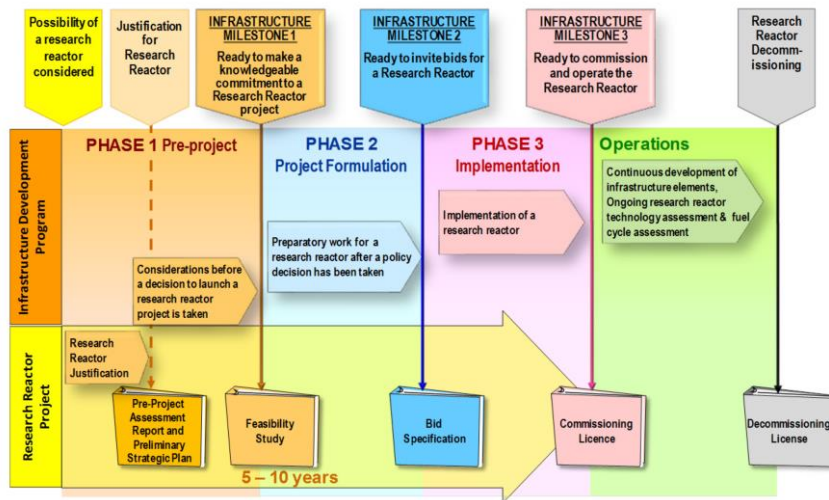 Possibility of
a research
reactor
considered
Justification
for
Research
Reactor
INFRASTRUCTURE
MILESTONE 1
Ready to make a
knowledgeable
commitment to a
Research Reactor
project
INFRASTRUCTURE
MILESTONE 2
Ready to invite bids for
a Research Reactor
INFRASTRUCTURE
MILESTONE 3
Ready to commission
and operate the
Research Reactor
Research
Reactor
Decomm-
issioning
Infrastructure Development
Program
PHASE 1 Pre-project
PHASE 2
Project Formulation
PHASE 3
Implementation
Operations
Considerations before
a decision to launch a
research reactor
project is taken
Preparatory work for a
research reactor after a policy
decision has been taken
Implementation of a
research reactor
Continuous development of
infrastructure elements,
Ongoing research reactor
technology assessment & fuel
cycle assessment
Research Reactor
Project
Research
Reactor
Justification
Pre-Project
Assessment
Report and
Preliminary
Strategic Plan
Feasibility
Study
Bid
Specification
Commissioning
Licence
Decommissioning
License
5 – 10 years